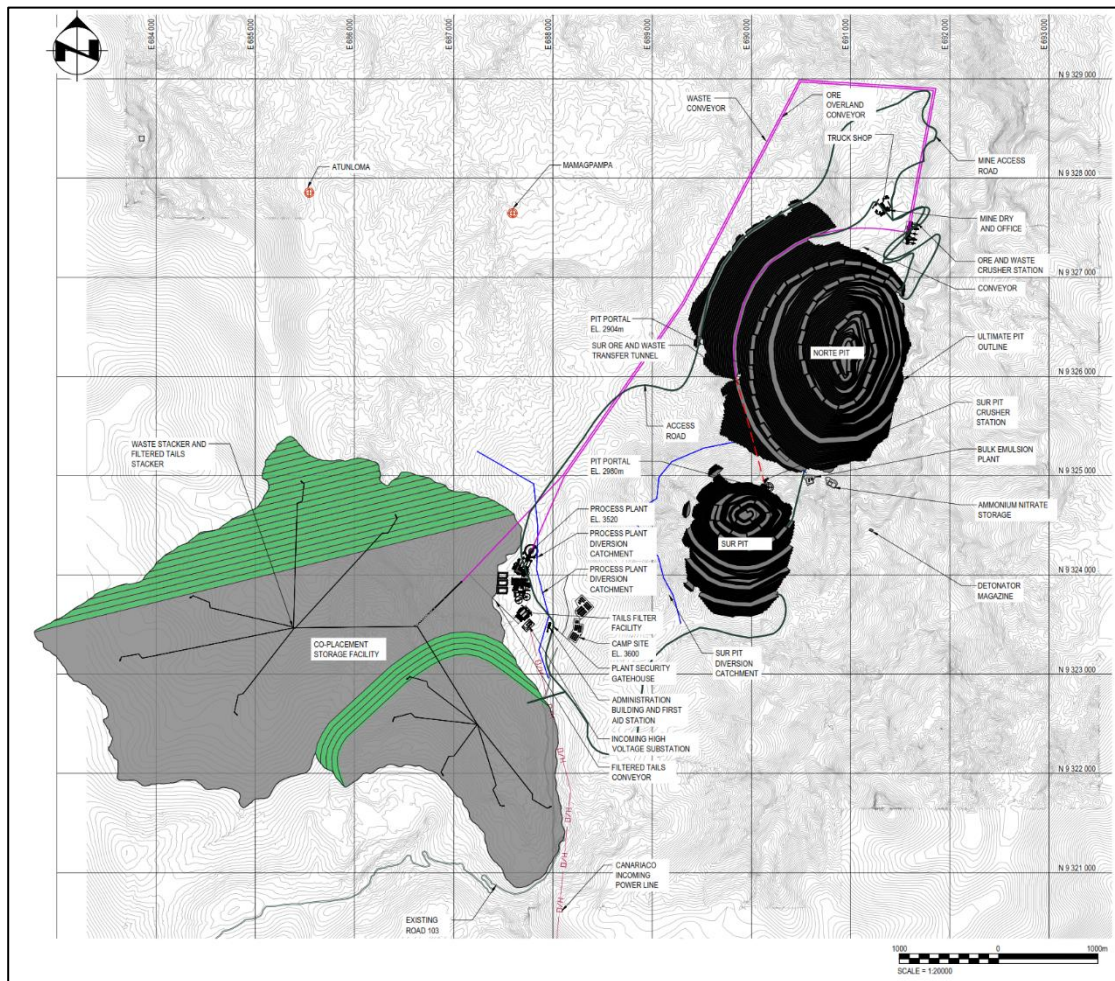 E 684 000
E 685 000
E 686 000
E 687 000
E 688 000
E 689 000
E 690 000
E 691 000
E 692 000
E 693 000
N
N 9 329 000
WASTE
CONVEYOR
ORE
OVERLAND
CONVEYOR
TRUCK SHOP
MINE ACCESS
ROAD
ATUNLOMA
MAMAGPAMPA
N 9 328 000
MINE DRY
AND OFFICE
ORE AND WASTE
CRUSHER STATION
N 9 327 000
CONVEYOR
PIT PORTAL
EL. 2904m
SUR ORE AND WASTE
TRANSFER TUNNEL
NORTE PIT
ULTIMATE PIT
OUTLINE
N 9 326 000
SUR PIT
CRUSHER
STATION
ACCESS
ROAD
WASTE STACKER AND
FILTERED TAILS
STACKER
BULK EMULSION
PLANT
PIT PORTAL
EL. 2980m
N 9 325 000
AMMONIUM NITRATE
STORAGE
PROCESS PLANT
EL. 3520
PROCESS PLANT
DIVERSION
CATCHMENT
SUR PIT
PROCESS PLANT
DIVERSION
CATCHMENT
N 9 324 000
DETONATOR
MAGAZINE
TAILS FILTER
FACILITY
CO-PLACEMENT
STORAGE FACILITY
CAMP SITE
EL. 3600
SUR PIT
DIVERSION
CATCHMENT
PLANT SECURITY
GATEHOUSE
N 9 323 000
ADMINISTRATION
BUILDING AND FIRST
AID STATION
INCOMING HIGH
VOLTAGE SUBSTATION
FILTERED TAILS
CONVEYOR
D/H
D/H
D/H
N 9 322 000
D/H
D/H
D/H
N 9 321 000
CANARIACO
INCOMING
POWER LINE
D/H
EXISTING
ROAD 103
1000
0
1000m
SCALE = 1:20000